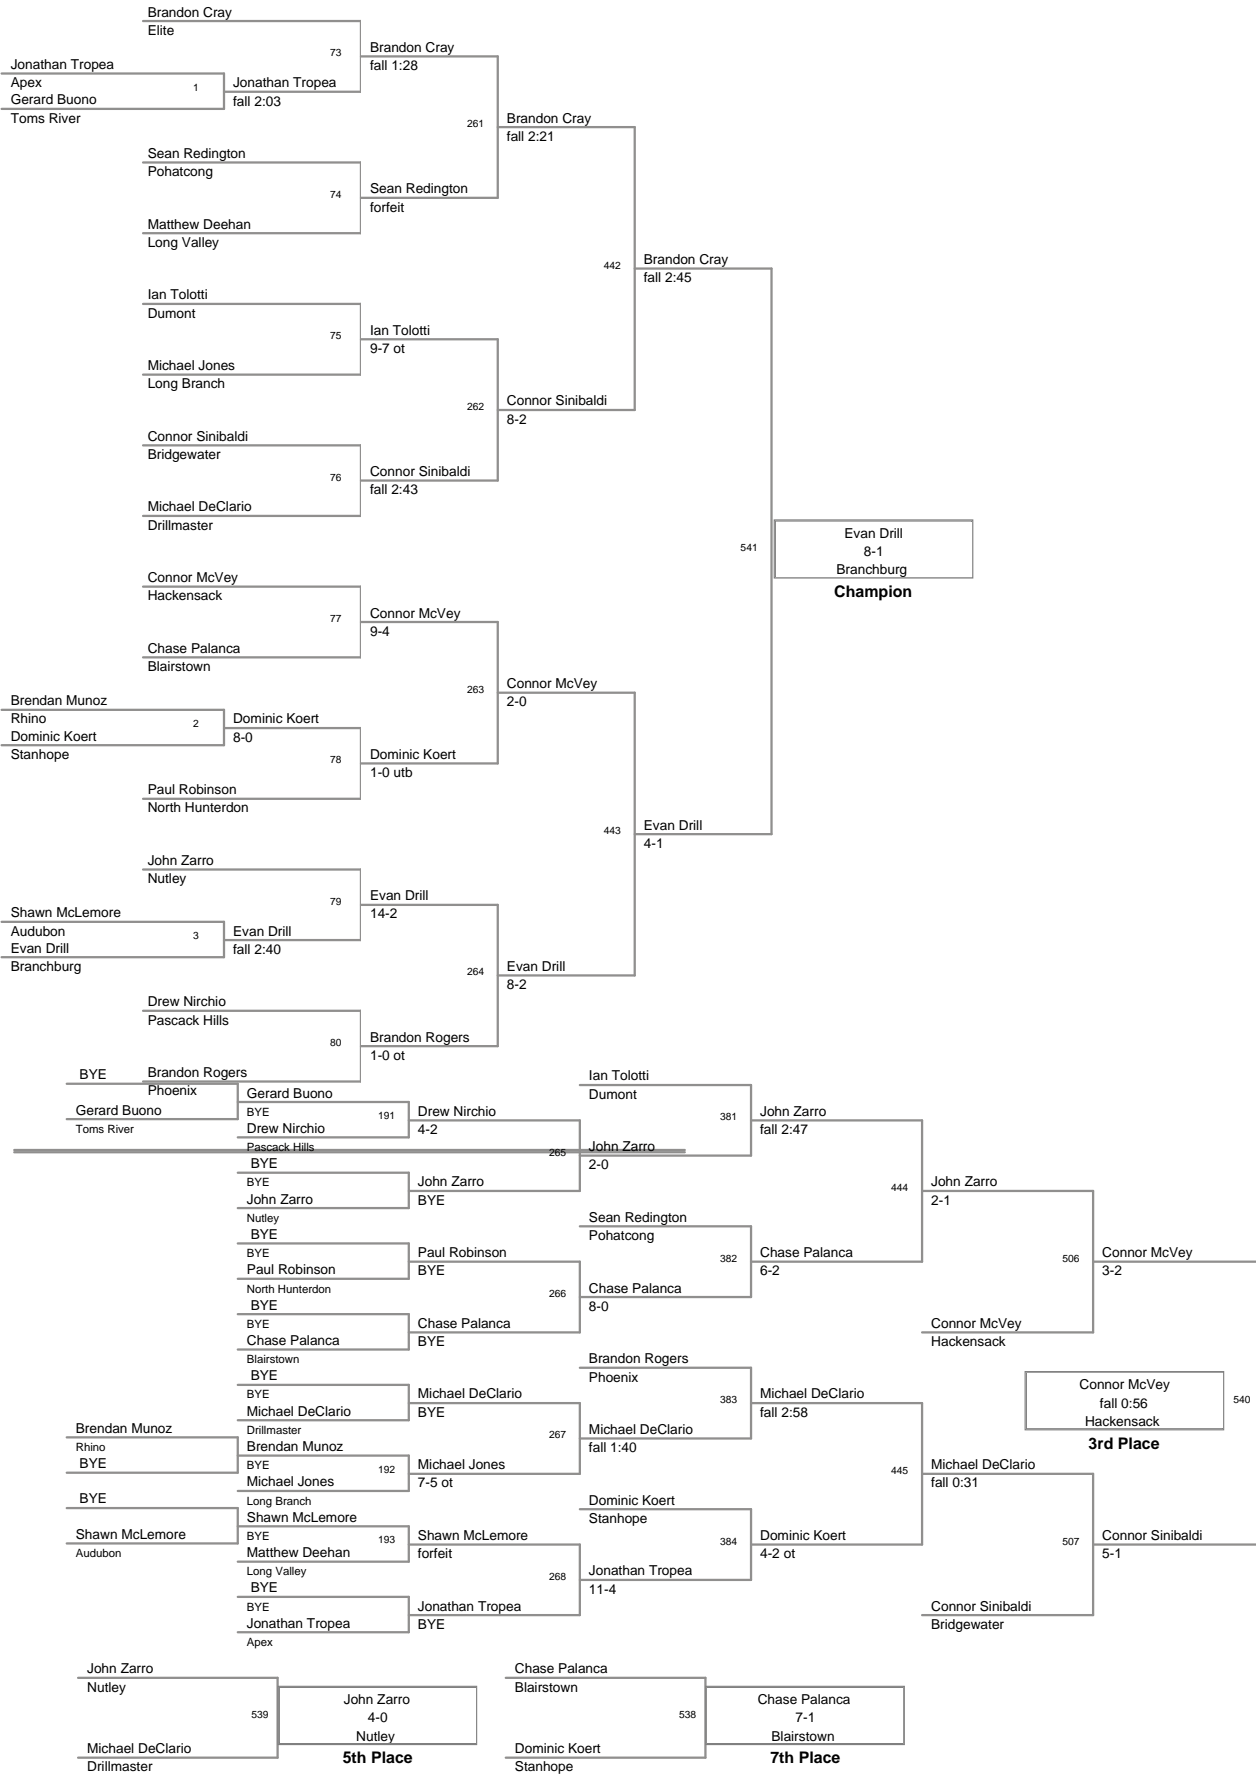 Brandon Cray
Elite
73
Brandon Cray
fall 1:28
Jonathan Tropea
Apex
1
Jonathan Tropea
fall 2:03
Gerard Buono
Toms River
261
Brandon Cray
fall 2:21
Sean Redington
Pohatcong
74
Sean Redington
forfeit
Matthew Deehan
Long Valley
442
Brandon Cray
fall 2:45
Ian Tolotti
Dumont
75
Ian Tolotti
9-7 ot
Michael Jones
Long Branch
262
Connor Sinibaldi
8-2
Connor Sinibaldi
Bridgewater
76
Connor Sinibaldi
fall 2:43
Michael DeClario
Drillmaster
541
Evan Drill
8-1
Branchburg
Champion
Connor McVey
Hackensack
77
Connor McVey
9-4
Chase Palanca
Blairstown
263
Connor McVey
2-0
Brendan Munoz
Rhino
2
Dominic Koert
8-0
Dominic Koert
Stanhope
78
Dominic Koert
1-0 utb
Paul Robinson
North Hunterdon
443
Evan Drill
4-1
John Zarro
Nutley
79
Evan Drill
14-2
Shawn McLemore
Audubon
3
Evan Drill
fall 2:40
Evan Drill
Branchburg
264
Evan Drill
8-2
Drew Nirchio
Pascack Hills
80
Brandon Rogers
1-0 ot
Brandon Rogers
Phoenix
BYE
Gerard Buono
Toms River
Gerard Buono
BYE
191
Drew Nirchio
Pascack Hills
Drew Nirchio
4-2
265
John Zarro
2-0
BYE
BYE
John Zarro
Nutley
John Zarro
BYE
Ian Tolotti
Dumont
381
John Zarro
fall 2:47
444
John Zarro
2-1
BYE
BYE
Paul Robinson
North Hunterdon
Paul Robinson
BYE
266
Chase Palanca
8-0
BYE
BYE
Chase Palanca
Blairstown
Chase Palanca
BYE
Sean Redington
Pohatcong
382
Chase Palanca
6-2
506
Connor McVey
3-2
Connor McVey
Hackensack
BYE
BYE
Michael DeClario
Drillmaster
Michael DeClario
BYE
267
Michael DeClario
fall 1:40
Brandon Rogers
Phoenix
383
Michael DeClario
fall 2:58
Connor McVey
fall 0:56
Hackensack
540
3rd Place
Brendan Munoz
Rhino
BYE
Brendan Munoz
BYE
192
Michael Jones
Long Branch
Michael Jones
7-5 ot
445
Michael DeClario
fall 0:31
BYE
Shawn McLemore
Audubon
Shawn McLemore
BYE
193
Matthew Deehan
Long Valley
Shawn McLemore
forfeit
268
Jonathan Tropea
11-4
Dominic Koert
Stanhope
384
Dominic Koert
4-2 ot
507
Connor Sinibaldi
5-1
BYE
BYE
Jonathan Tropea
Apex
Jonathan Tropea
BYE
Connor Sinibaldi
Bridgewater
John Zarro
Nutley
539
John Zarro
4-0
Nutley
5th Place
Michael DeClario
Drillmaster
Chase Palanca
Blairstown
538
Chase Palanca
7-1
Blairstown
7th Place
Dominic Koert
Stanhope